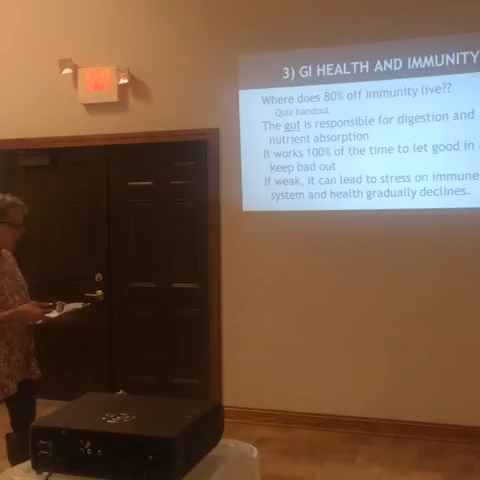 3) GI HEALTH AND IMMUNITY
Where does 80% off immunity live??
Quiz handout
The gut is responsible for digestion and
nutrient absorption
It works 100% of the time to let good in
keep bad out
If weak, it can lead to stress on immune
system and health gradually declines.